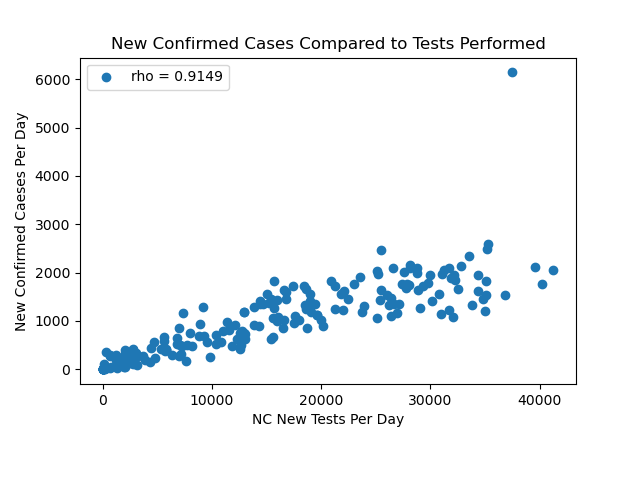 New Confirmed Cases Compared to Tests Performed
rho = 0.9149
New Confirmed Caeses Per Day
6000
5000
4000
3000
2000
1000
0
0 10000 20000 30000 40000
NC New Tests Per Day